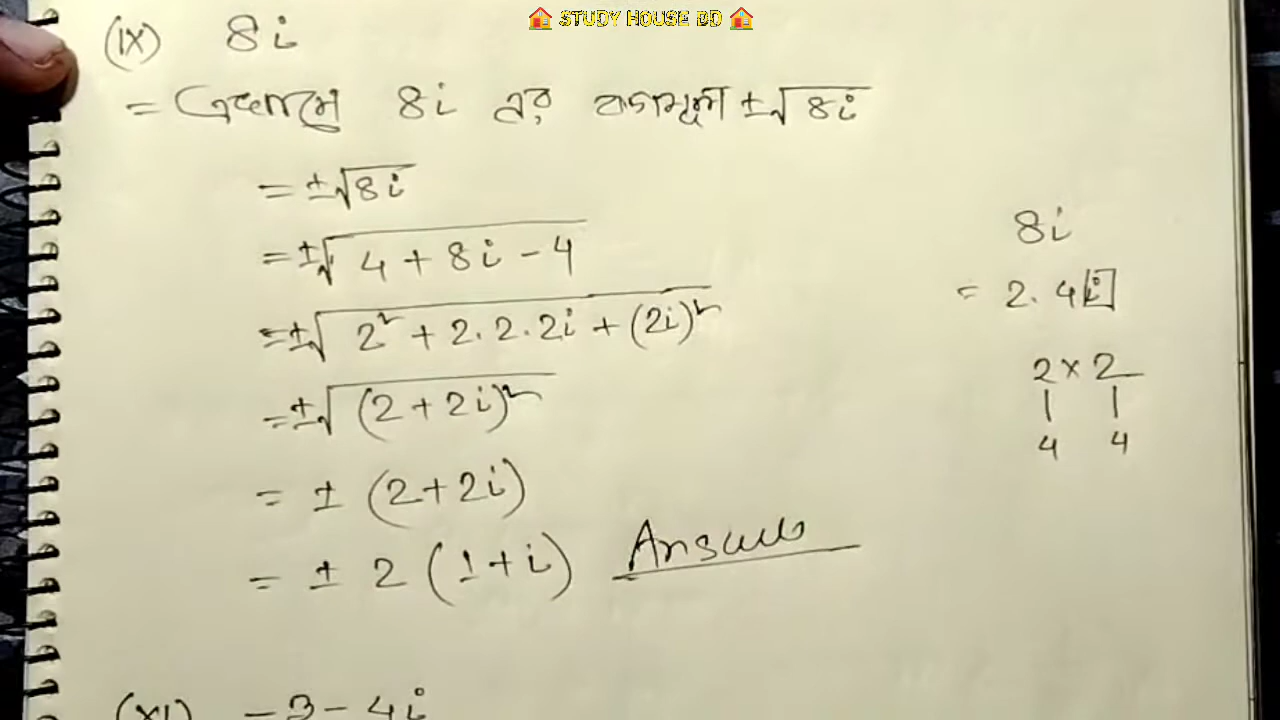 🏠 STUDY HOUSE BD 🏠
(ix) 8i
= 8i এর বর্গমূল ±√8i
= ±√8i
= ±√4 + 8i - 4
= ±√2² + 2.2.2i + (2i)²
= ±√(2 + 2i)²
= ± (2+2i)
= ± 2 (1+i) Answer
8i
= 2. 4i
2 × 2
4 4
(xi) -3-4i